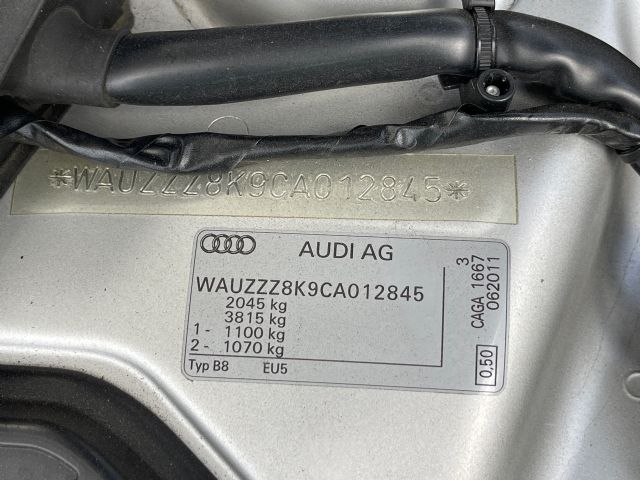 *WAUZZZ8K9CA012845*
AUDI AG
WAUZZZ8K9CA012845
2045 kg
3815 kg
1- 1100 kg
2- 1070 kg
Typ B8 EU5
3
CAGA 1667
062011
0,50